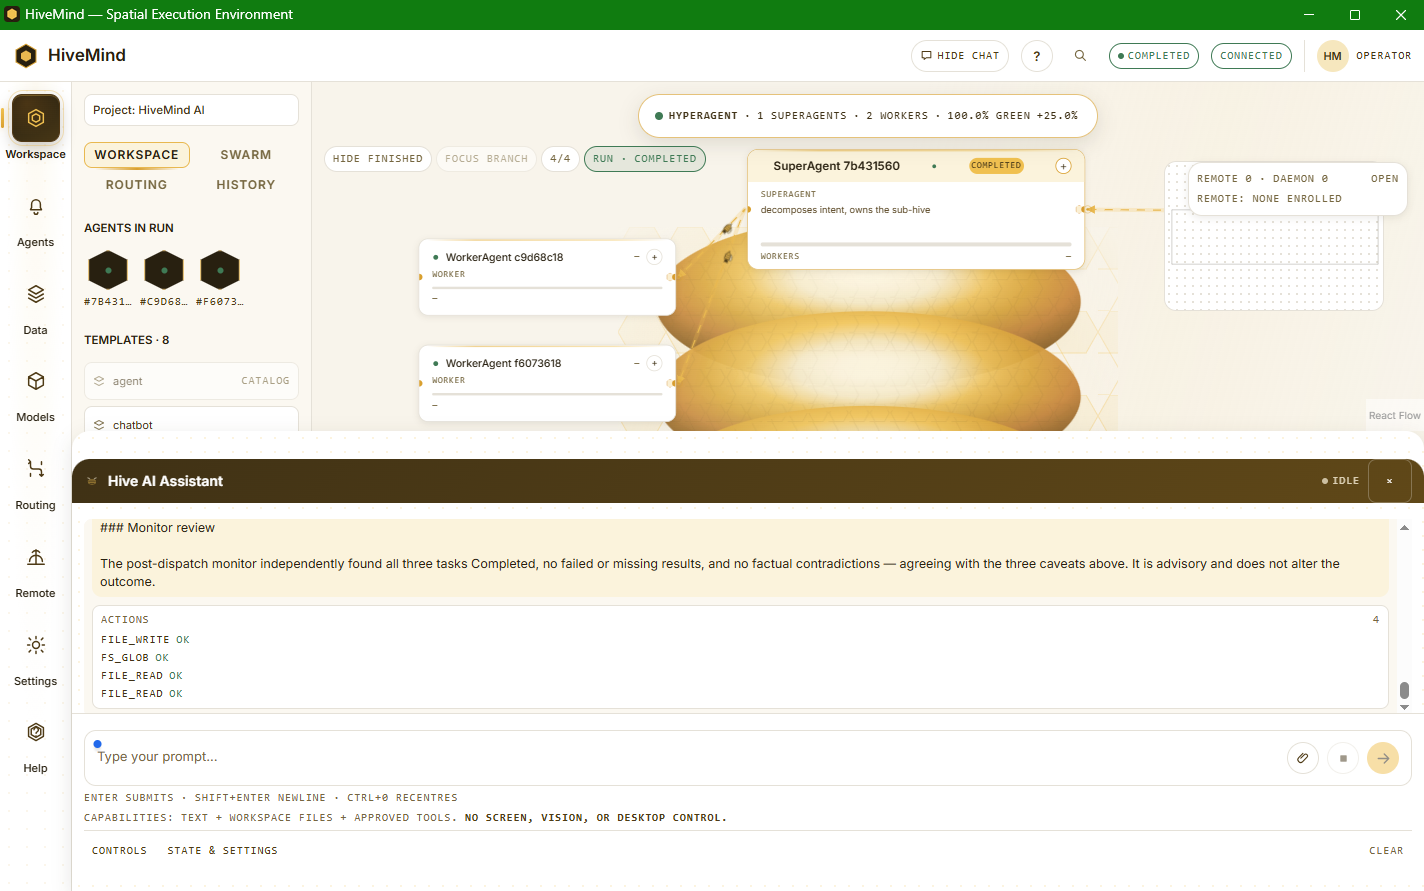 HiveMind — Spatial Execution Environment
HiveMind
HIDE CHAT
?
COMPLETED
CONNECTED
HM
OPERATOR
Workspace
Agents
Data
Models
Routing
Remote
Settings
Help
Project: HiveMind AI
WORKSPACE
SWARM
ROUTING
HISTORY
AGENTS IN RUN
#7B431… #C9D68… #F6073…
TEMPLATES · 8
agent
CATALOG
chatbot
HYPERAGENT · 1 SUPERAGENTS · 2 WORKERS · 100.0% GREEN +25.0%
HIDE FINISHED
FOCUS BRANCH
4/4
RUN · COMPLETED
SuperAgent 7b431560
COMPLETED
+
SUPERAGENT
decomposes intent, owns the sub-hive
WORKERS
—
WorkerAgent c9d68c18
—
+
WORKER
—
WorkerAgent f6073618
—
+
WORKER
—
REMOTE 0 · DAEMON 0
OPEN
REMOTE: NONE ENROLLED
React Flow
Hive AI Assistant
IDLE
×
### Monitor review
The post-dispatch monitor independently found all three tasks Completed, no failed or missing results, and no factual contradictions — agreeing with the three caveats above. It is advisory and does not alter the
outcome.
ACTIONS
4
FILE_WRITE OK
FS_GLOB OK
FILE_READ OK
FILE_READ OK
Type your prompt...
ENTER SUBMITS · SHIFT+ENTER NEWLINE · CTRL+0 RECENTRES
CAPABILITIES: TEXT + WORKSPACE FILES + APPROVED TOOLS. NO SCREEN, VISION, OR DESKTOP CONTROL.
CONTROLS
STATE & SETTINGS
CLEAR